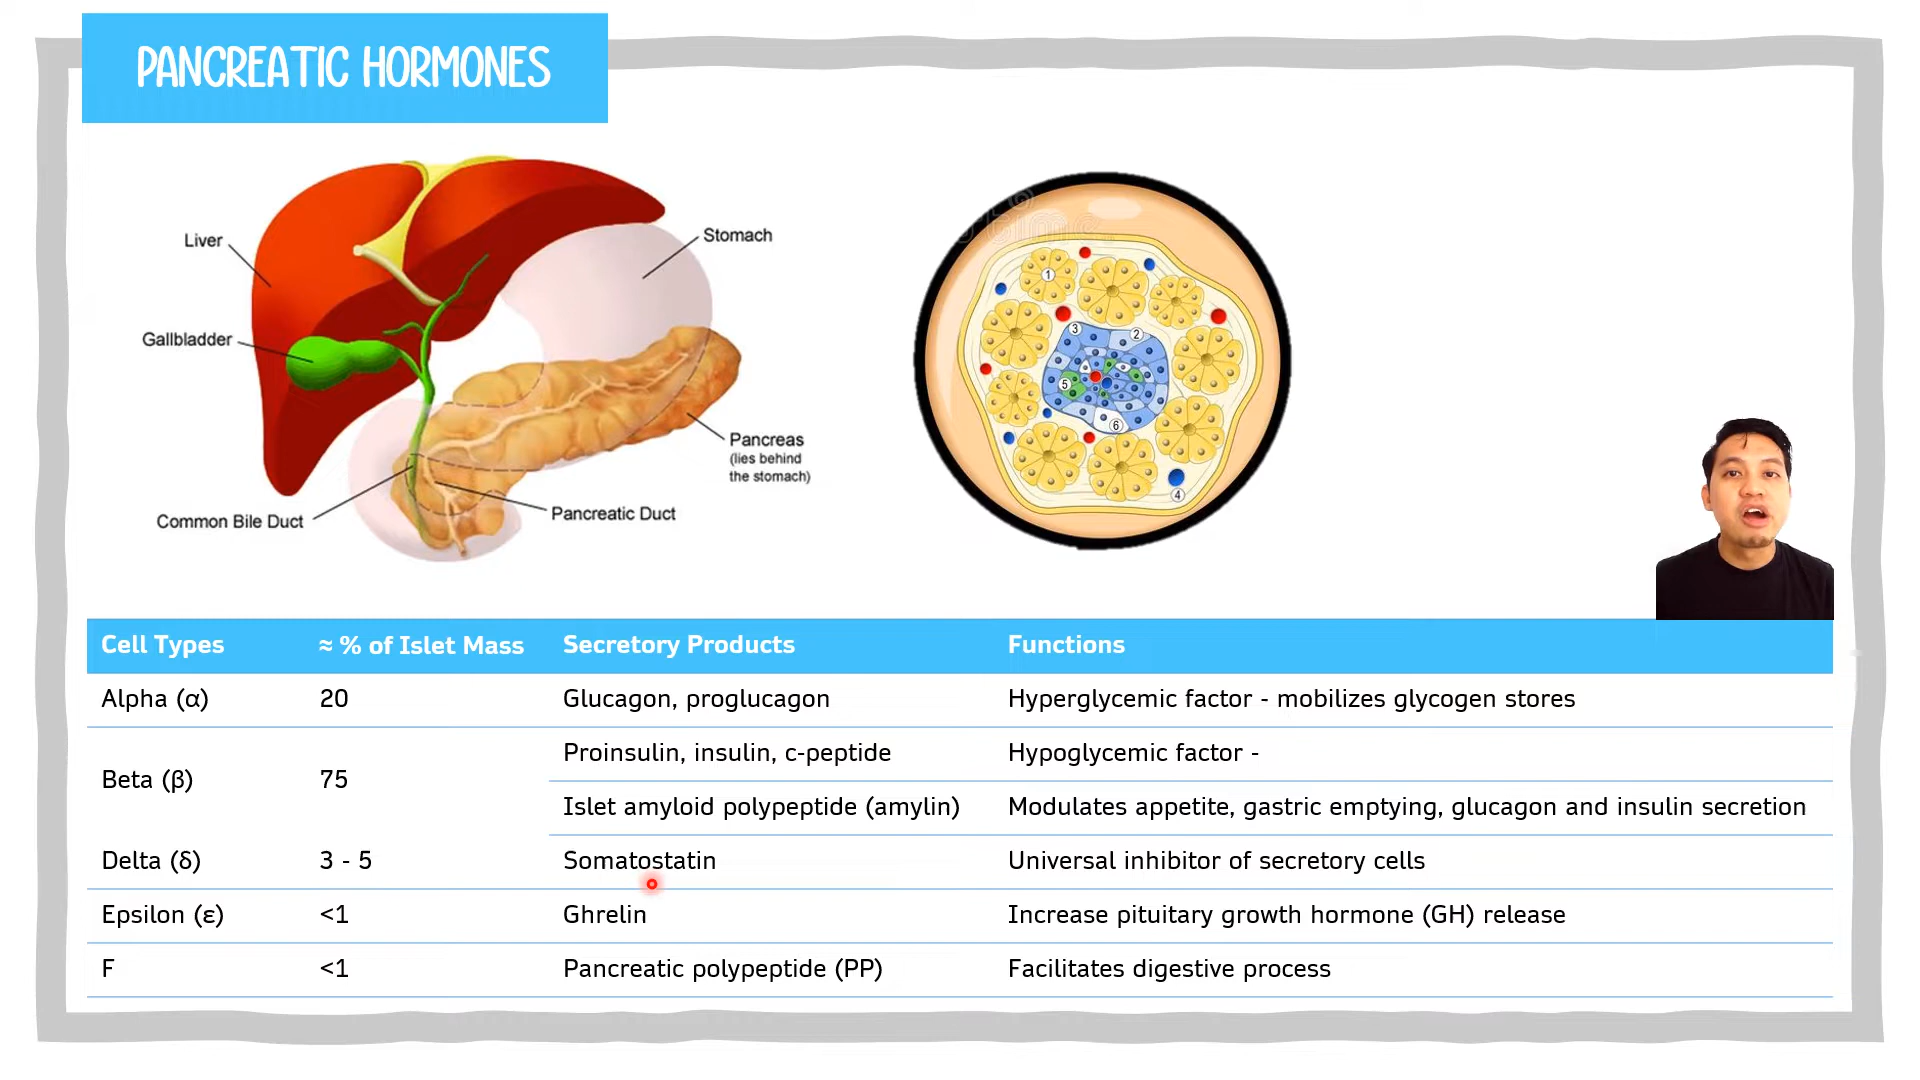 PANCREATIC HORMONES
Liver
Stomach
Gallbladder
Pancreas
(lies behind
the stomach)
Common Bile Duct
Pancreatic Duct
1
3
2
5
6
4
Cell Types ≈ % of Islet Mass Secretory Products Functions
Alpha (α) 20 Glucagon, proglucagon Hyperglycemic factor - mobilizes glycogen stores
Beta (β) 75 Proinsulin, insulin, c-peptide Hypoglycemic factor -
Islet amyloid polypeptide (amylin) Modulates appetite, gastric emptying, glucagon and insulin secretion
Delta (δ) 3 - 5 Somatostatin Universal inhibitor of secretory cells
Epsilon (ε) <1 Ghrelin Increase pituitary growth hormone (GH) release
F <1 Pancreatic polypeptide (PP) Facilitates digestive process